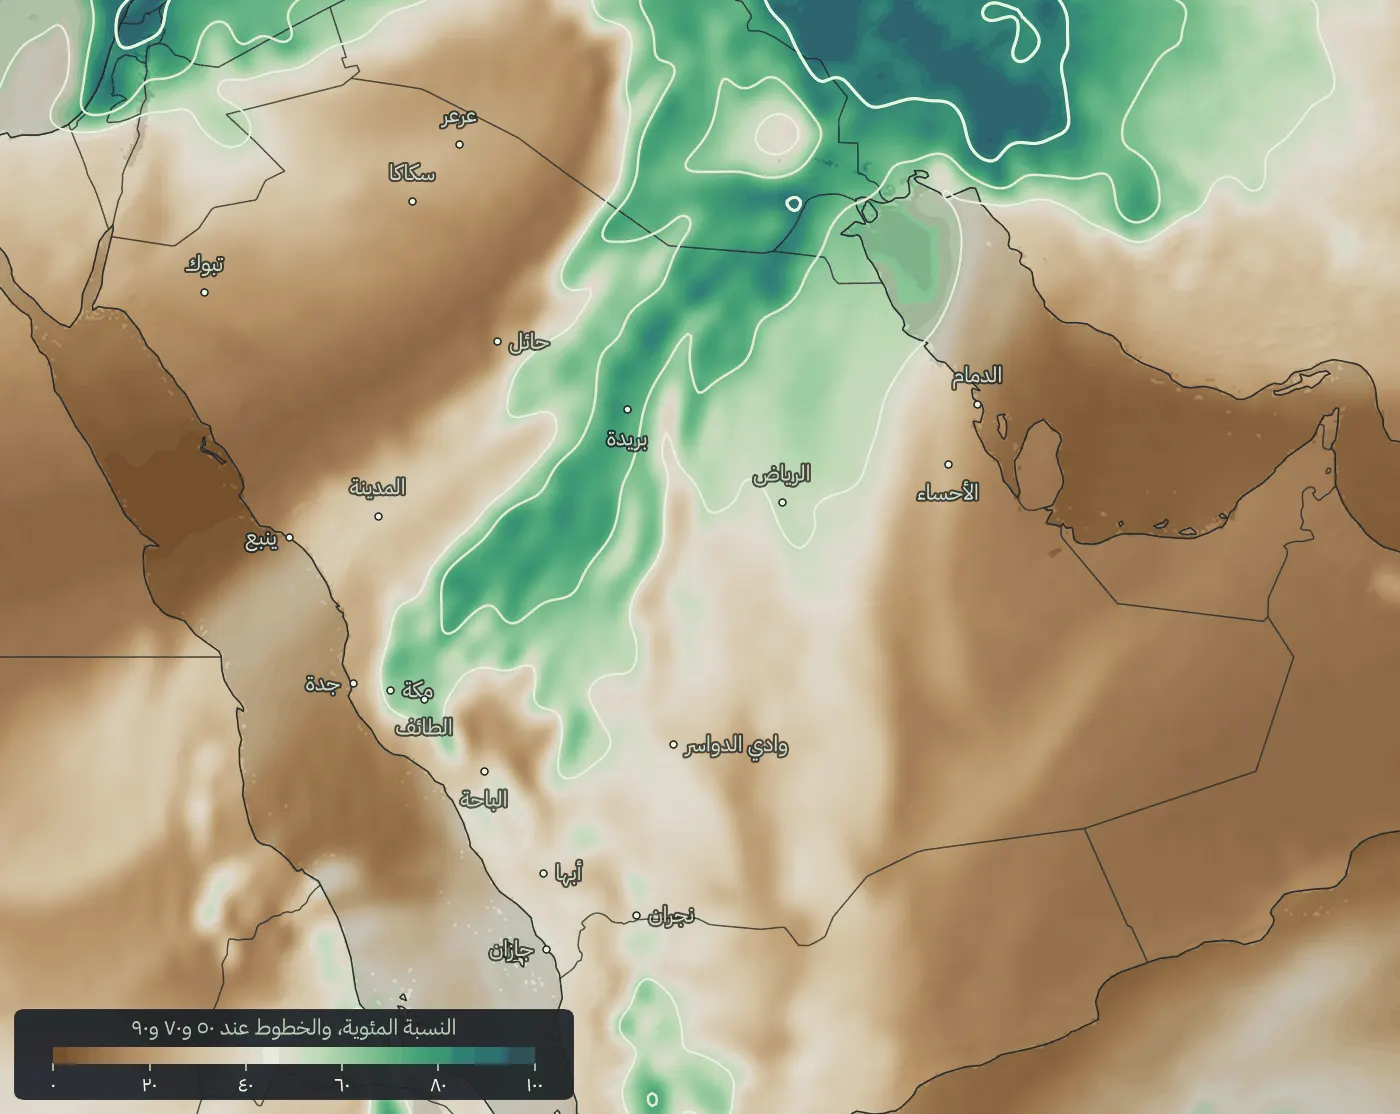 عرعر
سكاكا
تبوك
حائل
الدمام
بريدة
الرياض
المدينة
الأحساء
ينبع
جدة
مكة
الطائف
وادي الدواسر
الباحة
أبها
نجران
جازان
النسبة المئوية، والخطوط عند ٥٠ و٧٠ و٩٠
٠ ٢٠ ٤٠ ٦٠ ٨٠ ١٠٠